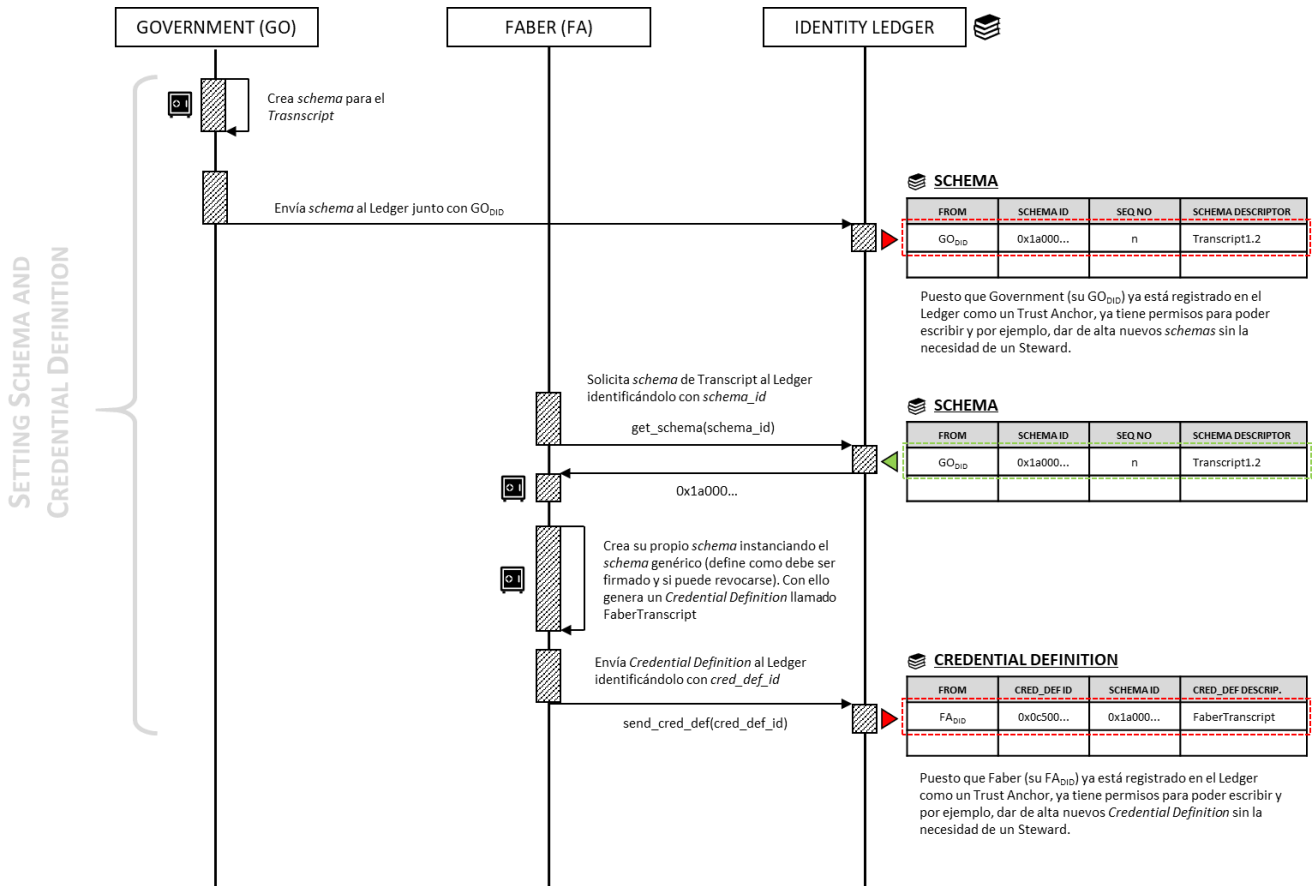 GOVERNMENT (GO)
FABER (FA)
IDENTITY LEDGER
SETTING SCHEMA AND
CREDENTIAL DEFINITION
Crea schema para el
Trasnscript
Envía schema al Ledger junto con GODID
SCHEMA
FROM SCHEMA ID SEQ NO SCHEMA DESCRIPTOR
GODID 0x1a000... n Transcript1.2
Puesto que Government (su GODID) ya está registrado en el
Ledger como un Trust Anchor, ya tiene permisos para poder
escribir y por ejemplo, dar de alta nuevos schemas sin la
necesidad de un Steward.
Solicita schema de Transcript al Ledger
identificándolo con schema_id
get_schema(schema_id)
SCHEMA
FROM SCHEMA ID SEQ NO SCHEMA DESCRIPTOR
GODID 0x1a000... n Transcript1.2
0x1a000...
Crea su propio schema instanciando el
schema genérico (define como debe ser
firmado y si puede revocarse). Con ello
genera un Credential Definition llamado
FaberTranscript
Envía Credential Definition al Ledger
identificándolo con cred_def_id
send_cred_def(cred_def_id)
CREDENTIAL DEFINITION
FROM CRED_DEF ID SCHEMA ID CRED_DEF DESCRIP.
FADID 0x0c500... 0x1a000... FaberTranscript
Puesto que Faber (su FADID) ya está registrado en el Ledger
como un Trust Anchor, ya tiene permisos para poder escribir y
por ejemplo, dar de alta nuevos Credential Definition sin la
necesidad de un Steward.